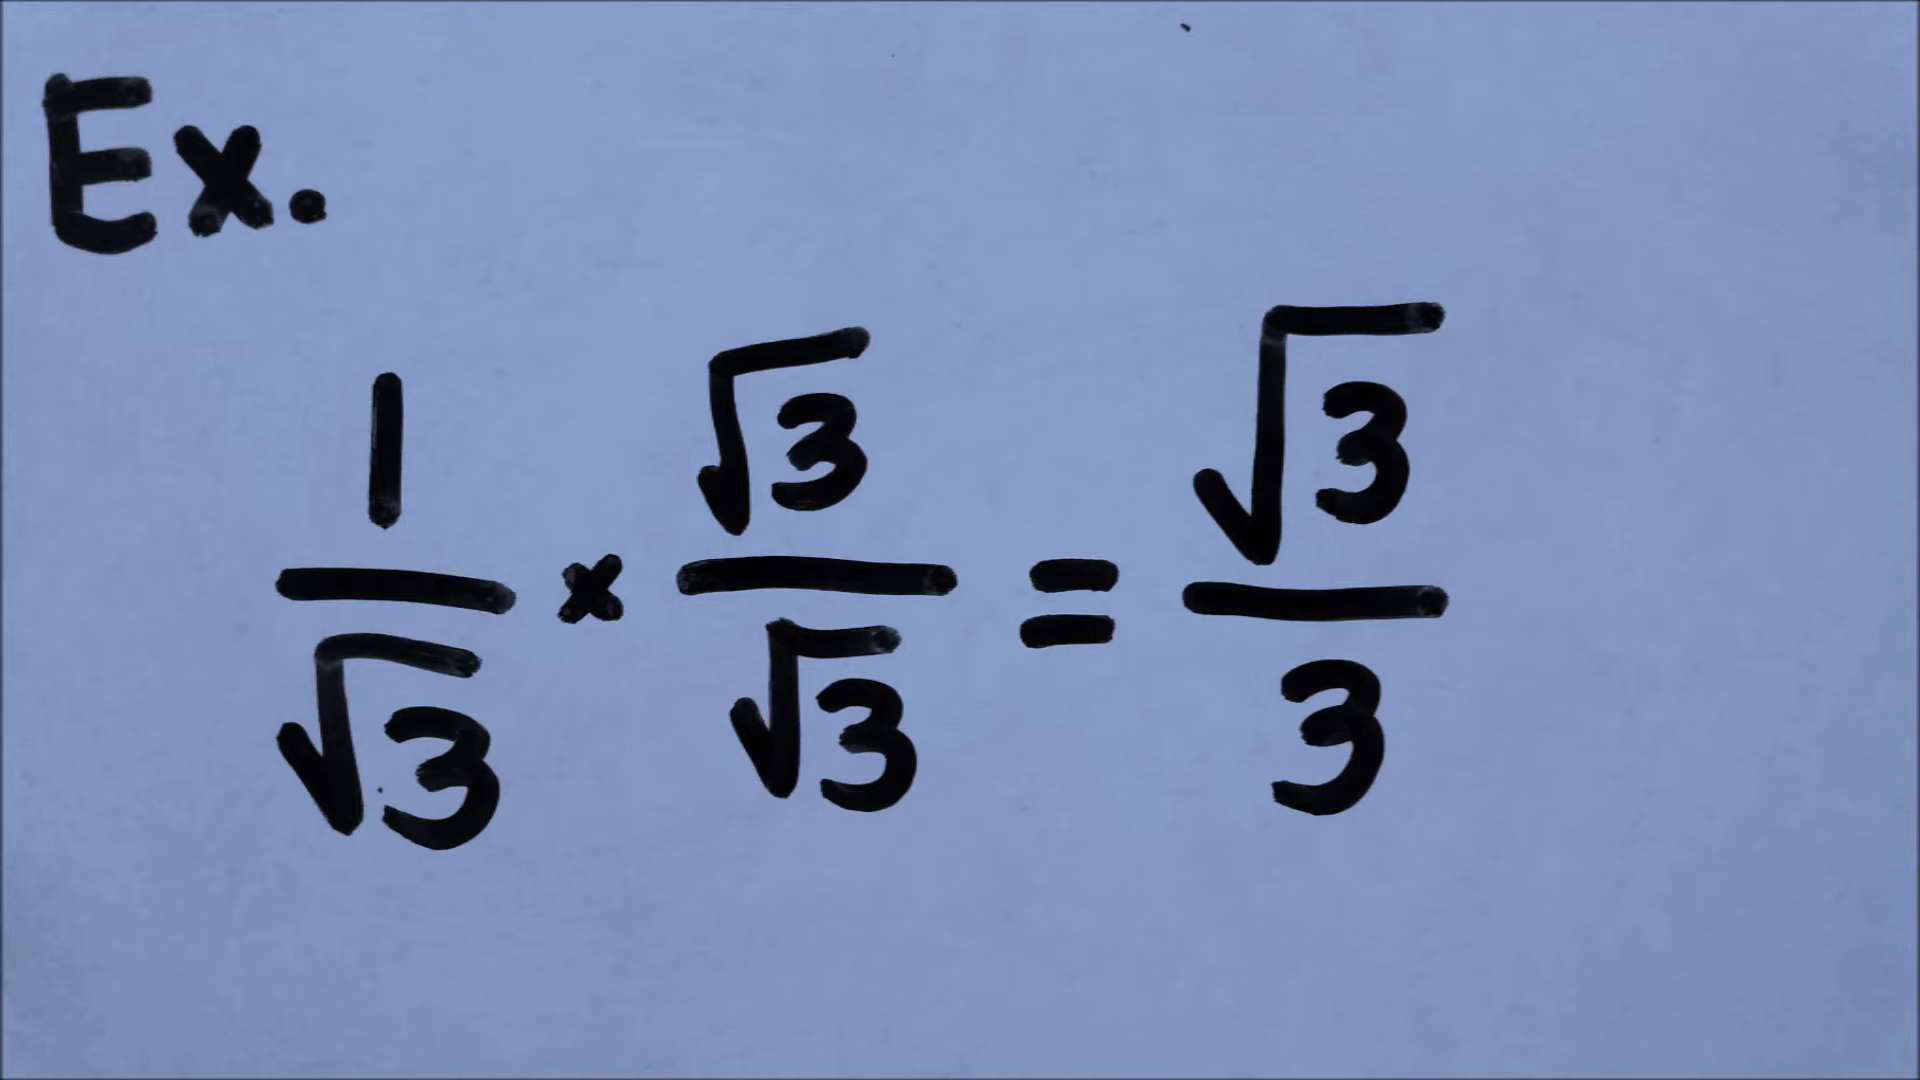 Ex.
1/√3 × √3/√3 = √3/3